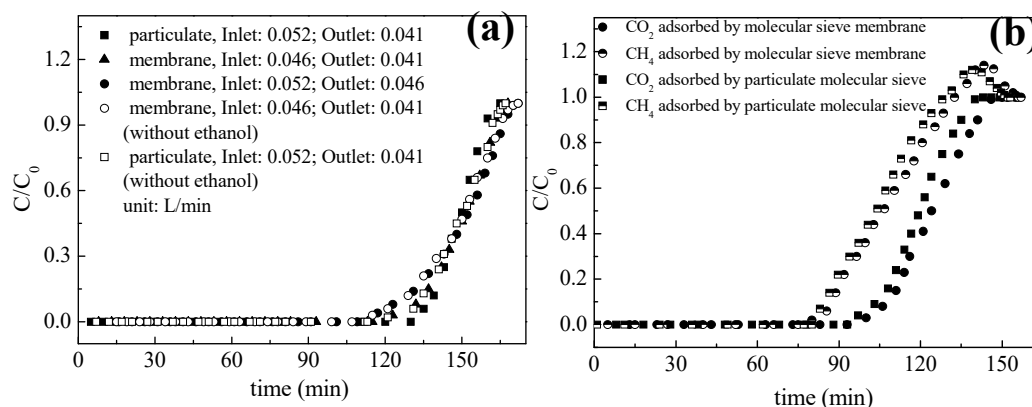 (a)
particulate, Inlet: 0.052; Outlet: 0.041
membrane, Inlet: 0.046; Outlet: 0.041
membrane, Inlet: 0.052; Outlet: 0.046
membrane, Inlet: 0.046; Outlet: 0.041
(without ethanol)
particulate, Inlet: 0.052; Outlet: 0.041
(without ethanol)
unit: L/min
C/C₀
1.2
0.9
0.6
0.3
0.0
0 30 60 90 120 150
time (min)
(b)
CO₂ adsorbed by molecular sieve membrane
CH₄ adsorbed by molecular sieve membrane
CO₂ adsorbed by particulate molecular sieve
CH₄ adsorbed by particulate molecular sieve
C/C₀
1.2
1.0
0.8
0.6
0.4
0.2
0.0
0 30 60 90 120 150
time (min)